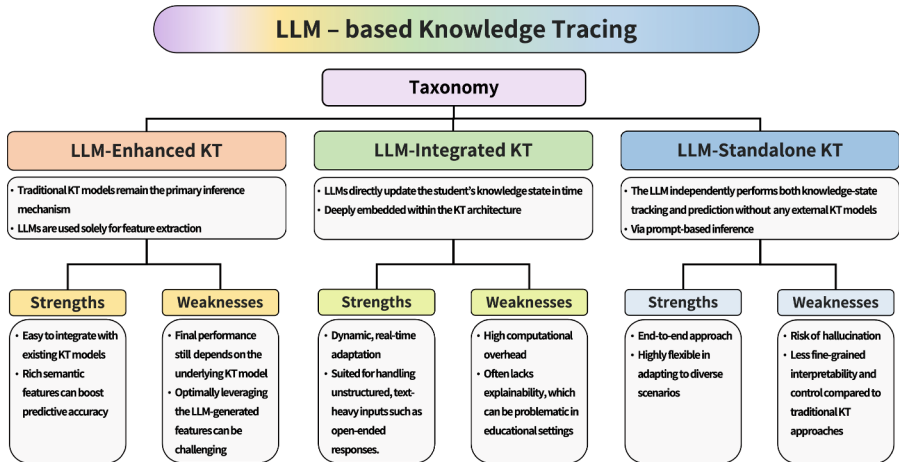 LLM – based Knowledge Tracing
Taxonomy
LLM-Enhanced KT
• Traditional KT models remain the primary inference
mechanism
• LLMs are used solely for feature extraction
Strengths
• Easy to integrate with
existing KT models
• Rich semantic
features can boost
predictive accuracy
Weaknesses
• Final performance
still depends on the
underlying KT model
• Optimally leveraging
the LLM-generated
features can be
challenging
LLM-Integrated KT
• LLMs directly update the student's knowledge state in time
• Deeply embedded within the KT architecture
Strengths
• Dynamic, real-time
adaptation
• Suited for handling
unstructured, text-
heavy inputs such as
open-ended
responses.
Weaknesses
• High computational
overhead
• Often lacks
explainability, which
can be problematic in
educational settings
LLM-Standalone KT
• The LLM independently performs both knowledge-state
tracking and prediction without any external KT models
• Via prompt-based inference
Strengths
• End-to-end approach
• Highly flexible in
adapting to diverse
scenarios
Weaknesses
• Risk of hallucination
• Less fine-grained
interpretability and
control compared to
traditional KT
approaches